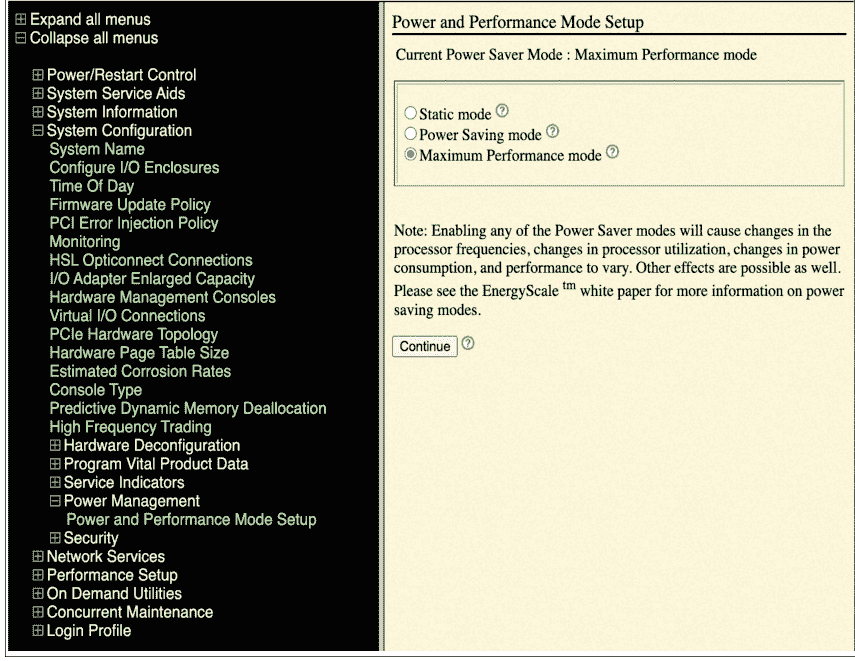 Expand all menus
Collapse all menus
Power/Restart Control
System Service Aids
System Information
System Configuration
System Name
Configure I/O Enclosures
Time Of Day
Firmware Update Policy
PCI Error Injection Policy
Monitoring
HSL Opticonnect Connections
I/O Adapter Enlarged Capacity
Hardware Management Consoles
Virtual I/O Connections
PCIe Hardware Topology
Hardware Page Table Size
Estimated Corrosion Rates
Console Type
Predictive Dynamic Memory Deallocation
High Frequency Trading
Hardware Deconfiguration
Program Vital Product Data
Service Indicators
Power Management
Power and Performance Mode Setup
Security
Network Services
Performance Setup
On Demand Utilities
Concurrent Maintenance
Login Profile
Power and Performance Mode Setup
Current Power Saver Mode : Maximum Performance mode
Static mode ?
Power Saving mode ?
Maximum Performance mode ?
Note: Enabling any of the Power Saver modes will cause changes in the
processor frequencies, changes in processor utilization, changes in power
consumption, and performance to vary. Other effects are possible as well.
Please see the EnergyScale tm white paper for more information on power
saving modes.
Continue ?